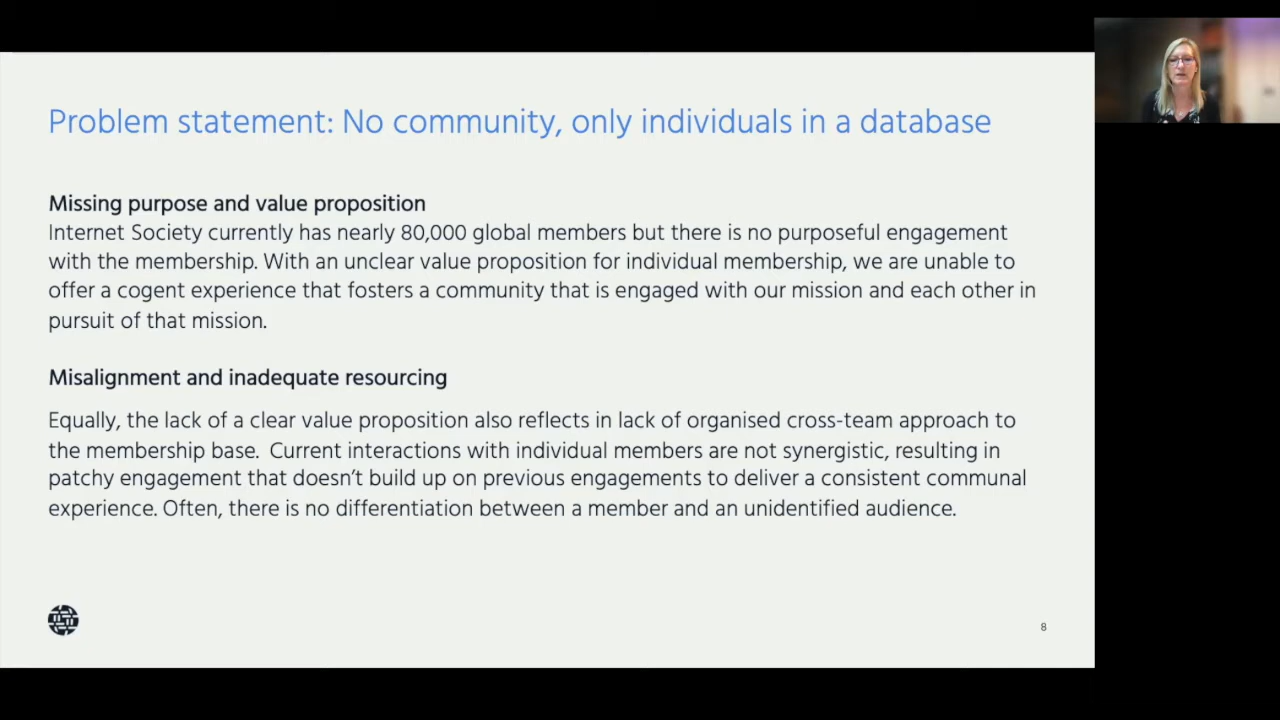 Problem statement: No community, only individuals in a database
Missing purpose and value proposition
Internet Society currently has nearly 80,000 global members but there is no purposeful engagement
with the membership. With an unclear value proposition for individual membership, we are unable to
offer a cogent experience that fosters a community that is engaged with our mission and each other in
pursuit of that mission.
Misalignment and inadequate resourcing
Equally, the lack of a clear value proposition also reflects in lack of organised cross-team approach to
the membership base.  Current interactions with individual members are not synergistic, resulting in
patchy engagement that doesn’t build up on previous engagements to deliver a consistent communal
experience. Often, there is no differentiation between a member and an unidentified audience.
8